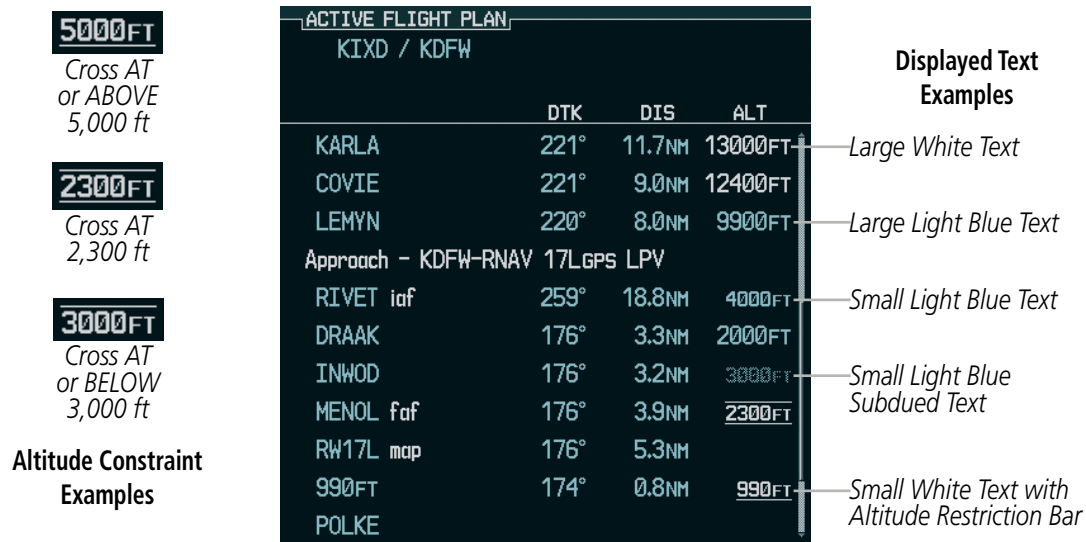 5000FT
Cross AT
or ABOVE
5,000 ft
2300FT
Cross AT
2,300 ft
3000FT
Cross AT
or BELOW
3,000 ft
Altitude Constraint
Examples
ACTIVE FLIGHT PLAN
KIXD / KDFW
DTK DIS ALT
KARLA 221° 11.7NM 13000FT
COVIE 221° 9.0NM 12400FT
LEMYN 220° 8.0NM 9900FT
Approach - KDFW-RNAV 17LGPS LPV
RIVET iaf 259° 18.8NM 4000FT
DRAAK 176° 3.3NM 2000FT
INWOD 176° 3.2NM 3000FT
MENOL faf 176° 3.9NM 2300FT
RW17L map 176° 5.3NM
990FT 174° 0.8NM 990FT
POLKE
Displayed Text
Examples
Large White Text
Large Light Blue Text
Small Light Blue Text
Small Light Blue
Subdued Text
Small White Text with
Altitude Restriction Bar